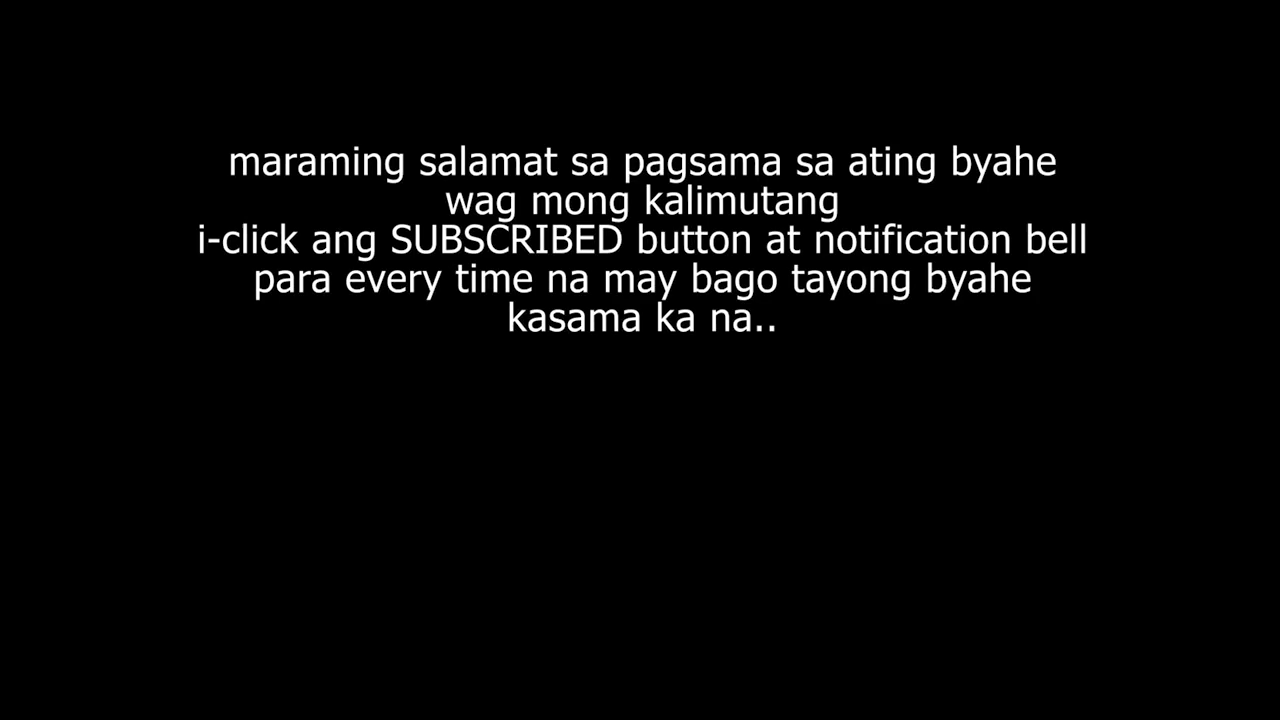 maraming salamat sa pagsama sa ating byahe
wag mong kalimutang
i-click ang SUBSCRIBED button at notification bell
para every time na may bago tayong byahe
kasama ka na..